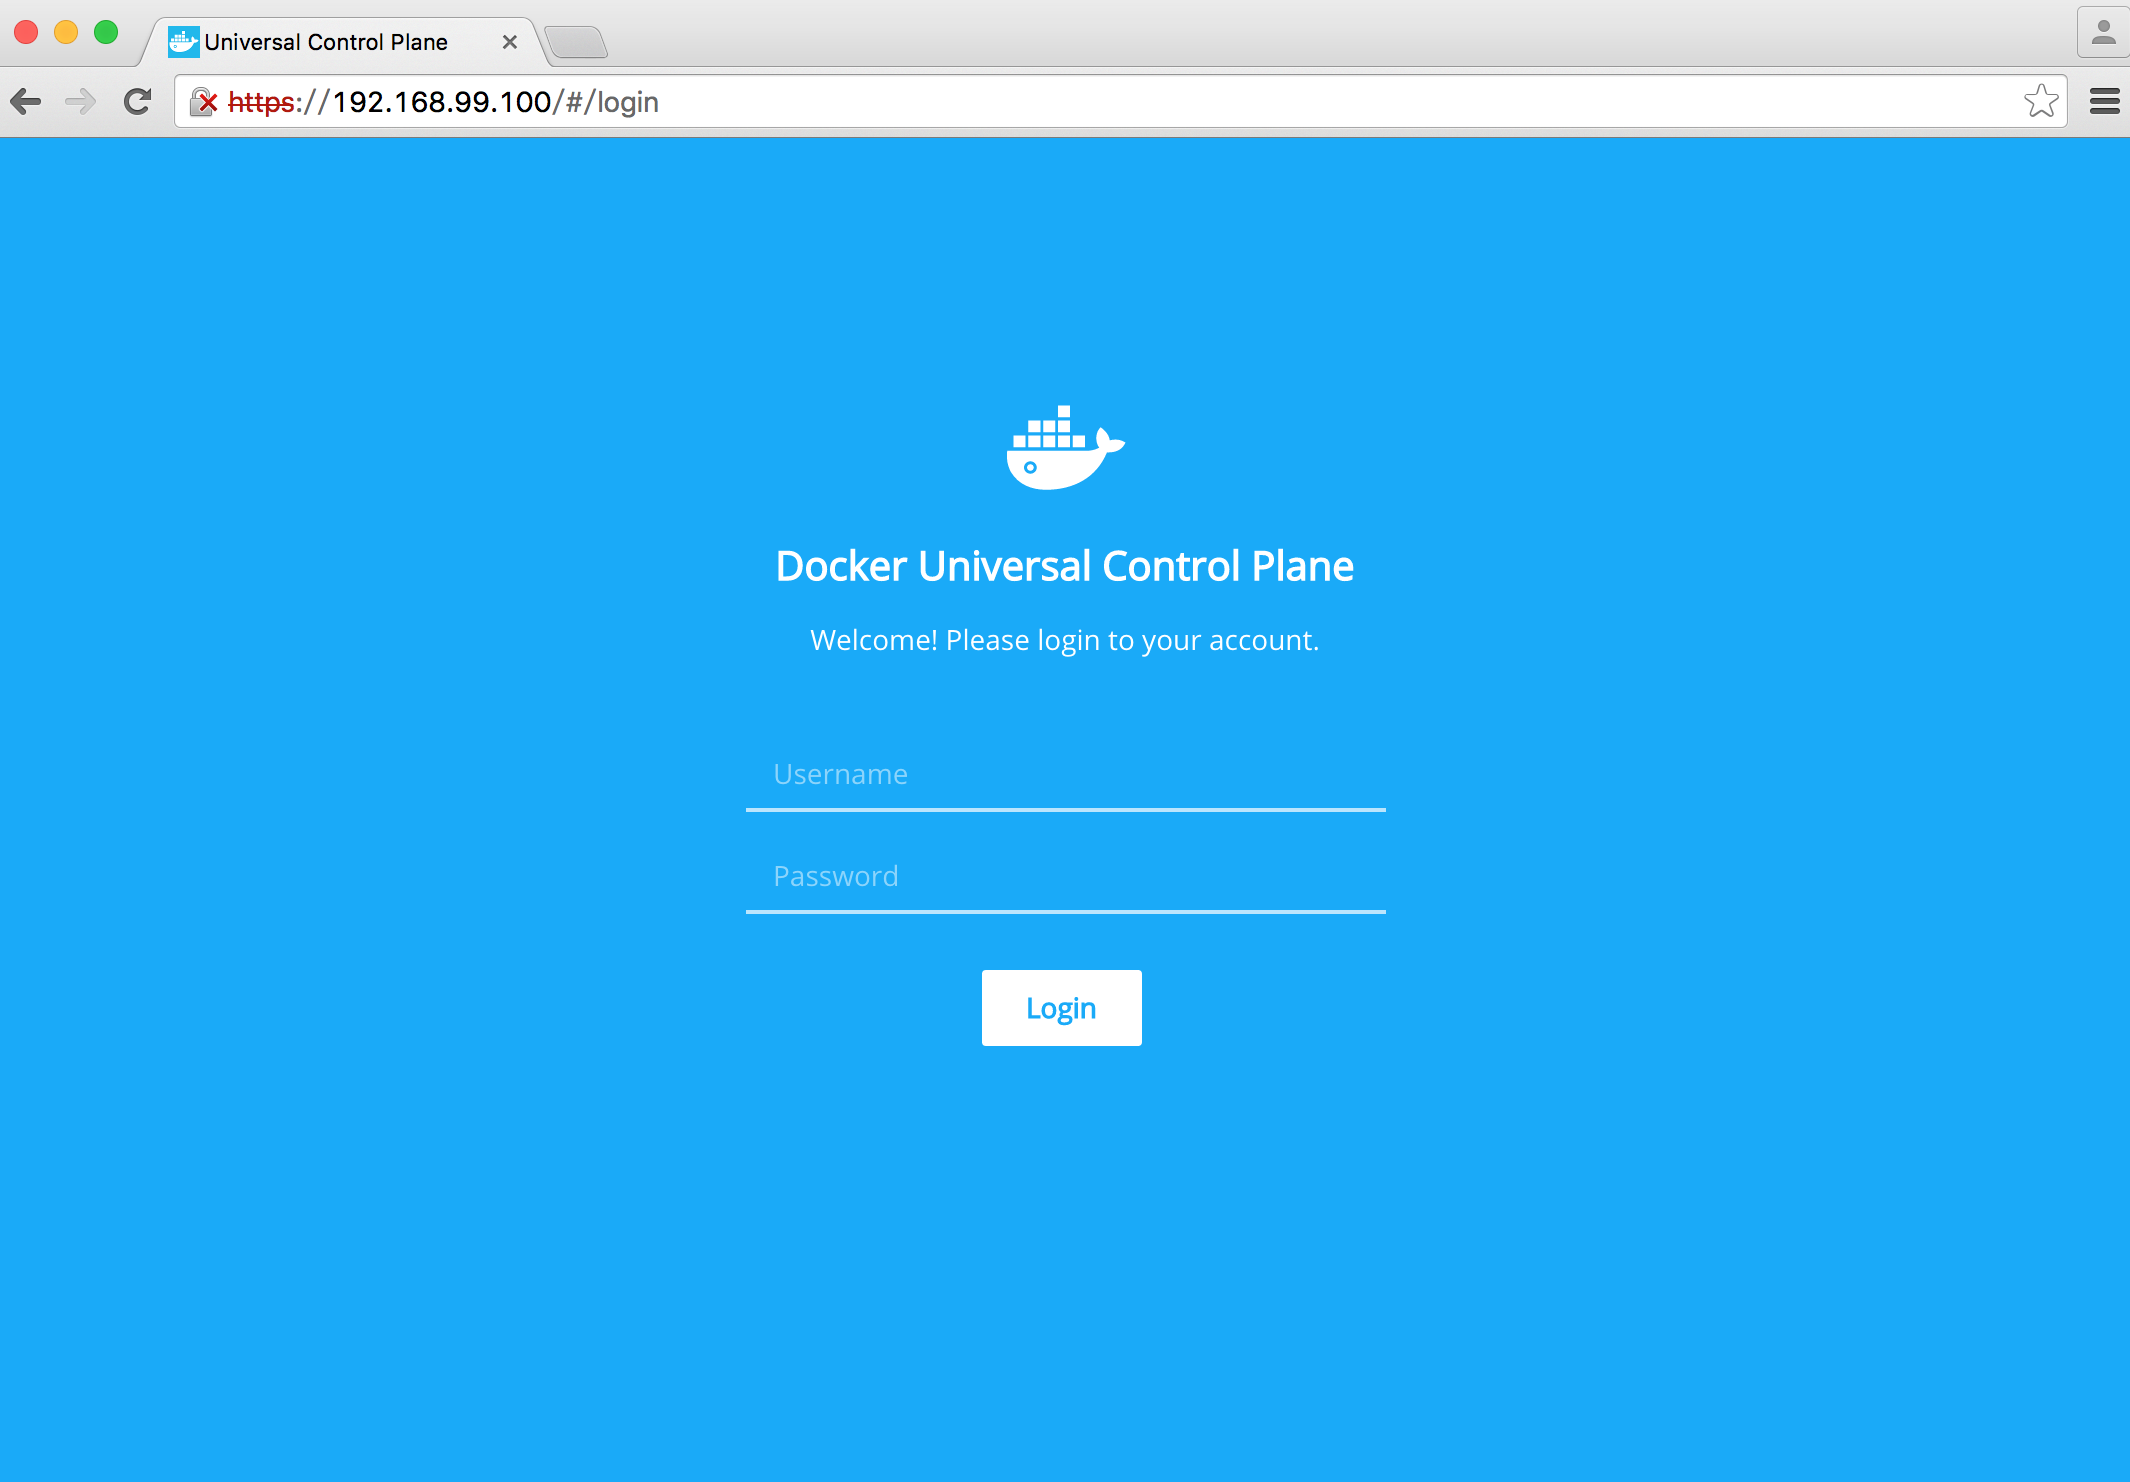 Universal Control Plane
https://192.168.99.100/#/login
Docker Universal Control Plane
Welcome! Please login to your account.
Username
Password
Login